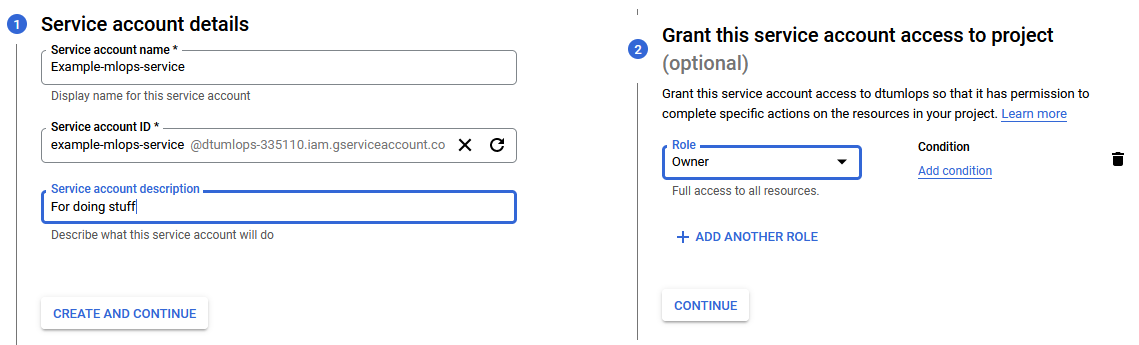 1
Service account details
Service account name *
Example-mlops-service
Display name for this service account
Service account ID *
example-mlops-service @dtumlops-335110.iam.gserviceaccount.co
Service account description
For doing stuff
Describe what this service account will do
CREATE AND CONTINUE
2
Grant this service account access to project
(optional)
Grant this service account access to dtumlops so that it has permission to
complete specific actions on the resources in your project. Learn more
Role
Owner
Full access to all resources.
Condition
Add condition
ADD ANOTHER ROLE
CONTINUE